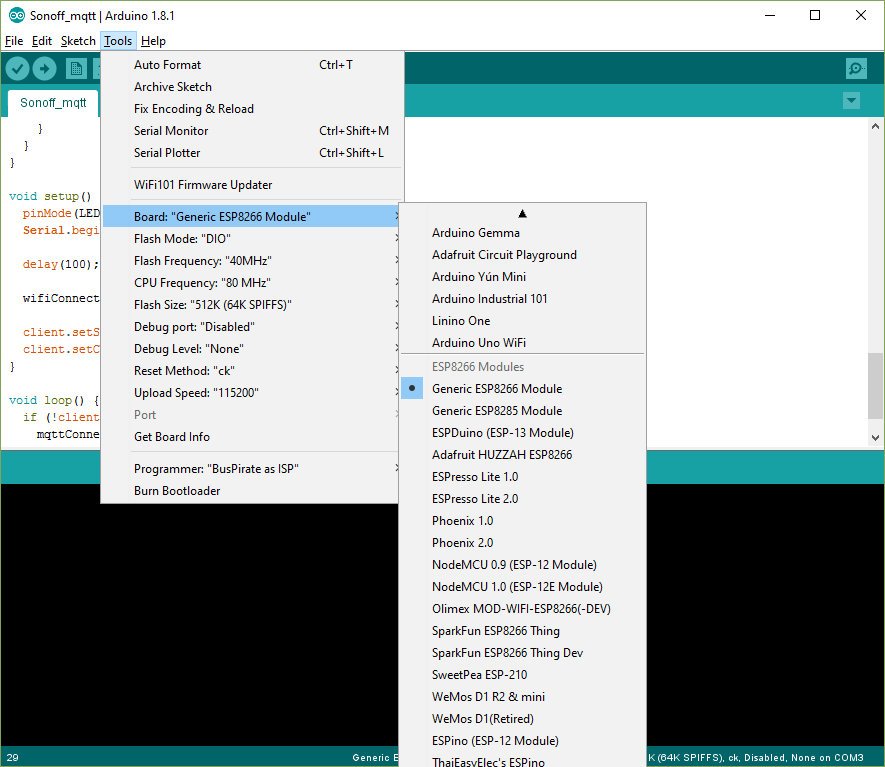 Sonoff_mqtt | Arduino 1.8.1
File Edit Sketch Tools Help
Sonoff_mqtt
}
}
}
void setup()
pinMode(LED
Serial.begi
delay(100);
wifiConnect
client.setS
client.setC
}
void loop() {
if (!client
mqttConne
Auto Format Ctrl+T
Archive Sketch
Fix Encoding & Reload
Serial Monitor Ctrl+Shift+M
Serial Plotter Ctrl+Shift+L
WiFi101 Firmware Updater
Board: "Generic ESP8266 Module"
Flash Mode: "DIO"
Flash Frequency: "40MHz"
CPU Frequency: "80 MHz"
Flash Size: "512K (64K SPIFFS)"
Debug port: "Disabled"
Debug Level: "None"
Reset Method: "ck"
Upload Speed: "115200"
Port
Get Board Info
Programmer: "BusPirate as ISP"
Burn Bootloader
Arduino Gemma
Adafruit Circuit Playground
Arduino Yún Mini
Arduino Industrial 101
Linino One
Arduino Uno WiFi
ESP8266 Modules
Generic ESP8266 Module
Generic ESP8285 Module
ESPDuino (ESP-13 Module)
Adafruit HUZZAH ESP8266
ESPresso Lite 1.0
ESPresso Lite 2.0
Phoenix 1.0
Phoenix 2.0
NodeMCU 0.9 (ESP-12 Module)
NodeMCU 1.0 (ESP-12E Module)
Olimex MOD-WIFI-ESP8266(-DEV)
SparkFun ESP8266 Thing
SparkFun ESP8266 Thing Dev
SweetPea ESP-210
WeMos D1 R2 & mini
WeMos D1(Retired)
ESPino (ESP-12 Module)
ThaiEasyElec's ESPino
29 Generic E K (64K SPIFFS), ck, Disabled, None on COM3